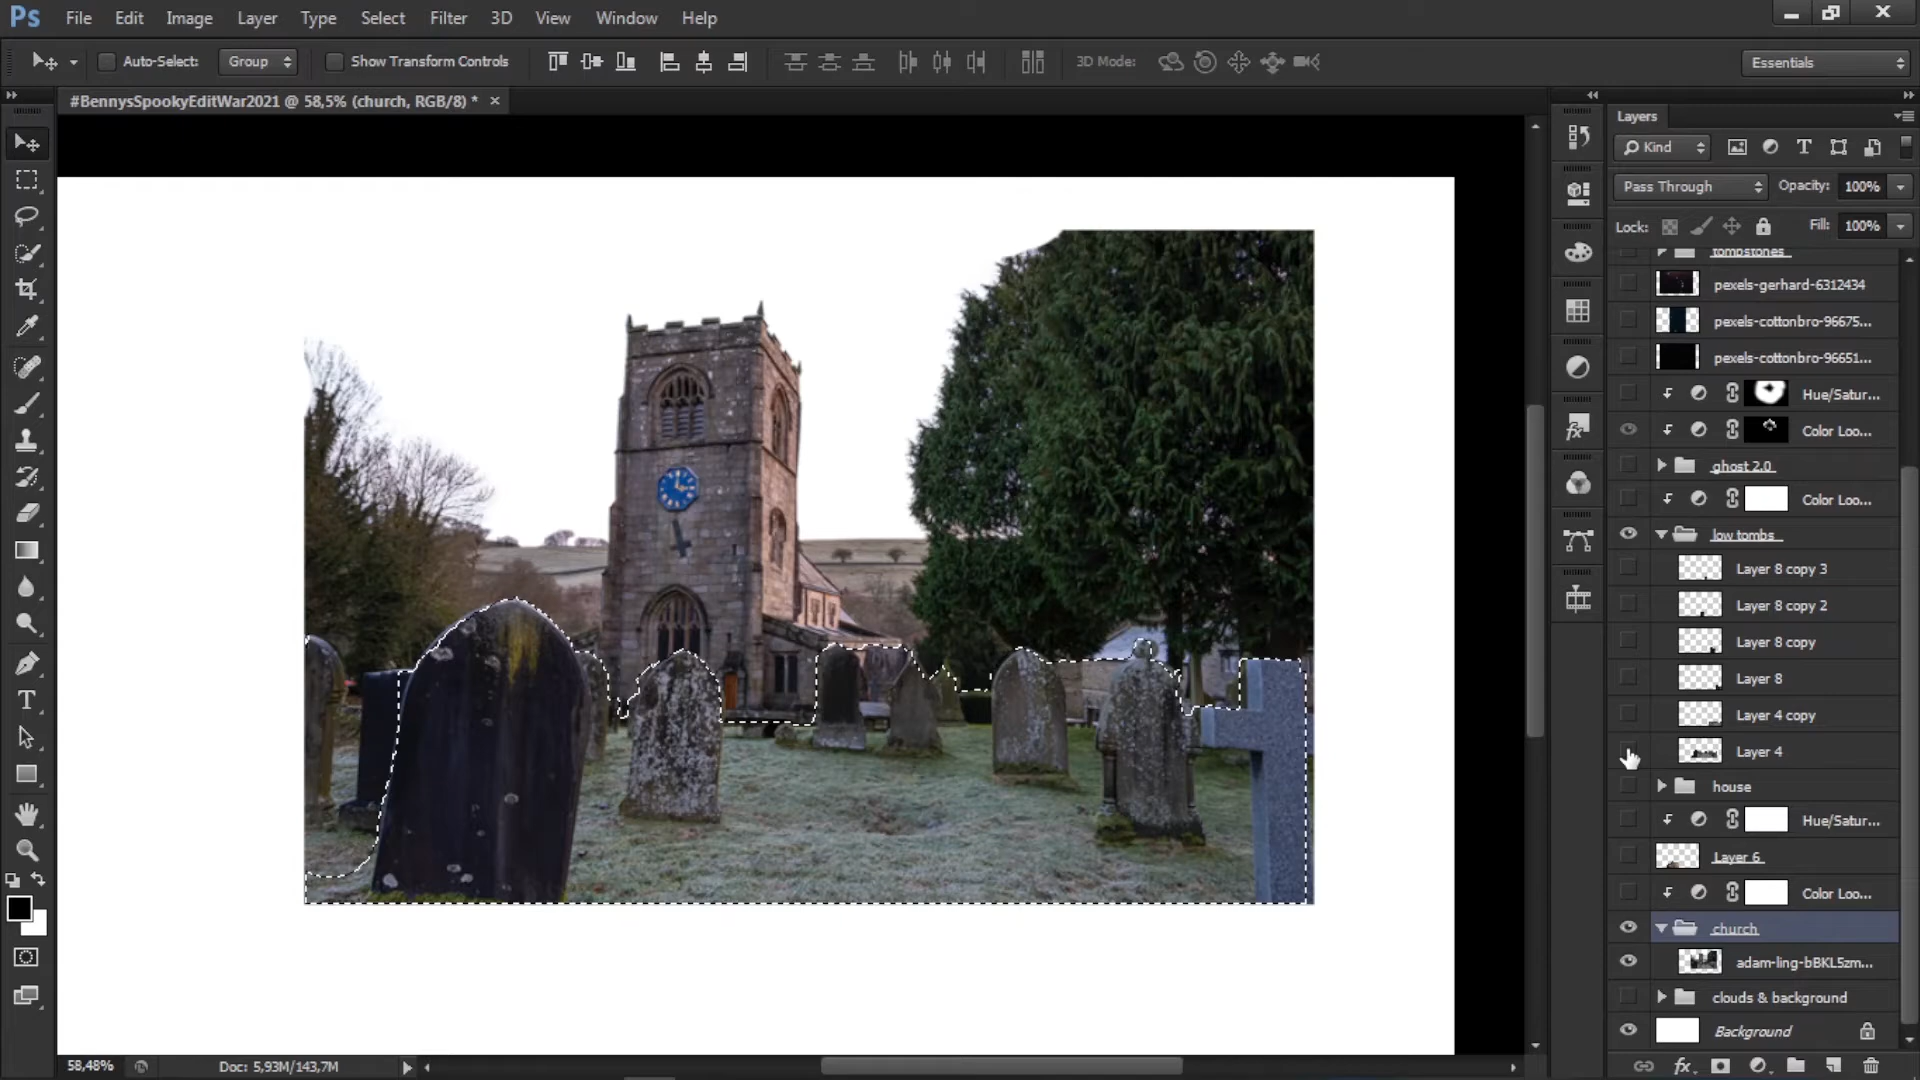 Ps File Edit Image Layer Type Select Filter 3D View Window Help
Auto-Select: Group Show Transform Controls 3D Mode: Essentials
#BennysSpookyEditWar2021 @ 58,5% (church, RGB/8) * ×
Layers
Kind
Pass Through Opacity: 100%
Lock: Fill: 100%
tombstones
pexels-gerhard-6312434
pexels-cottonbro-96675...
pexels-cottonbro-96651...
Hue/Satur...
Color Loo...
ghost 2.0
Color Loo...
low tombs
Layer 8 copy 3
Layer 8 copy 2
Layer 8 copy
Layer 8
Layer 4 copy
Layer 4
house
Hue/Satur...
Layer 6
Color Loo...
church
adam-ling-bBKL5zm...
clouds & background
Background
58,48% Doc: 5,93M/143,7M